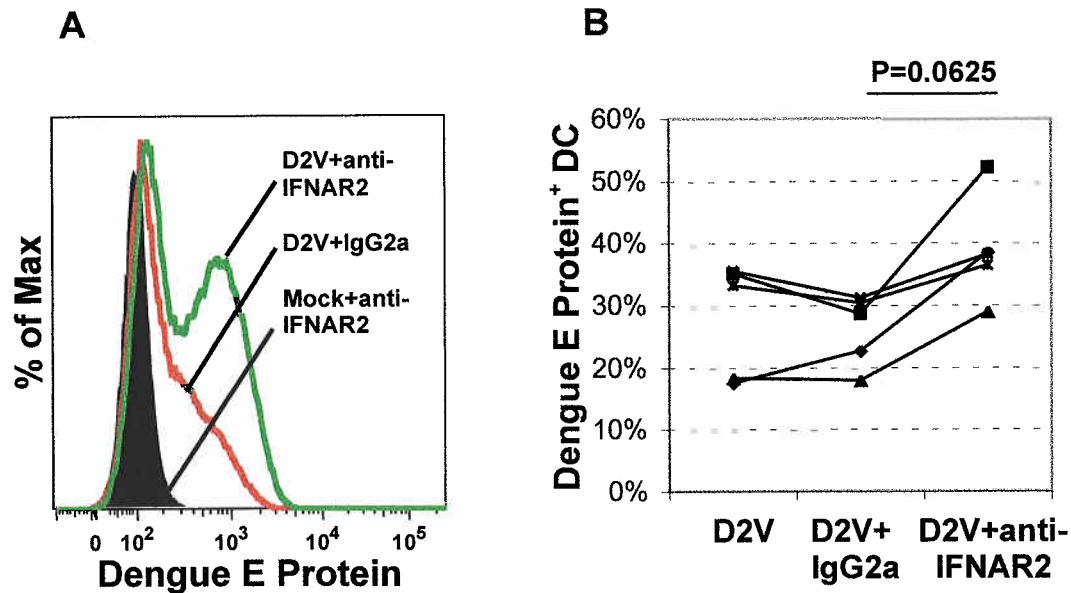 A
% of Max
D2V+anti-
IFNAR2
D2V+IgG2a
Mock+anti-
IFNAR2
0 10² 10³ 10⁴ 10⁵
Dengue E Protein
B
P=0.0625
Dengue E Protein⁺ DC
60%
50%
40%
30%
20%
10%
0%
D2V D2V+ D2V+anti-
IgG2a IFNAR2